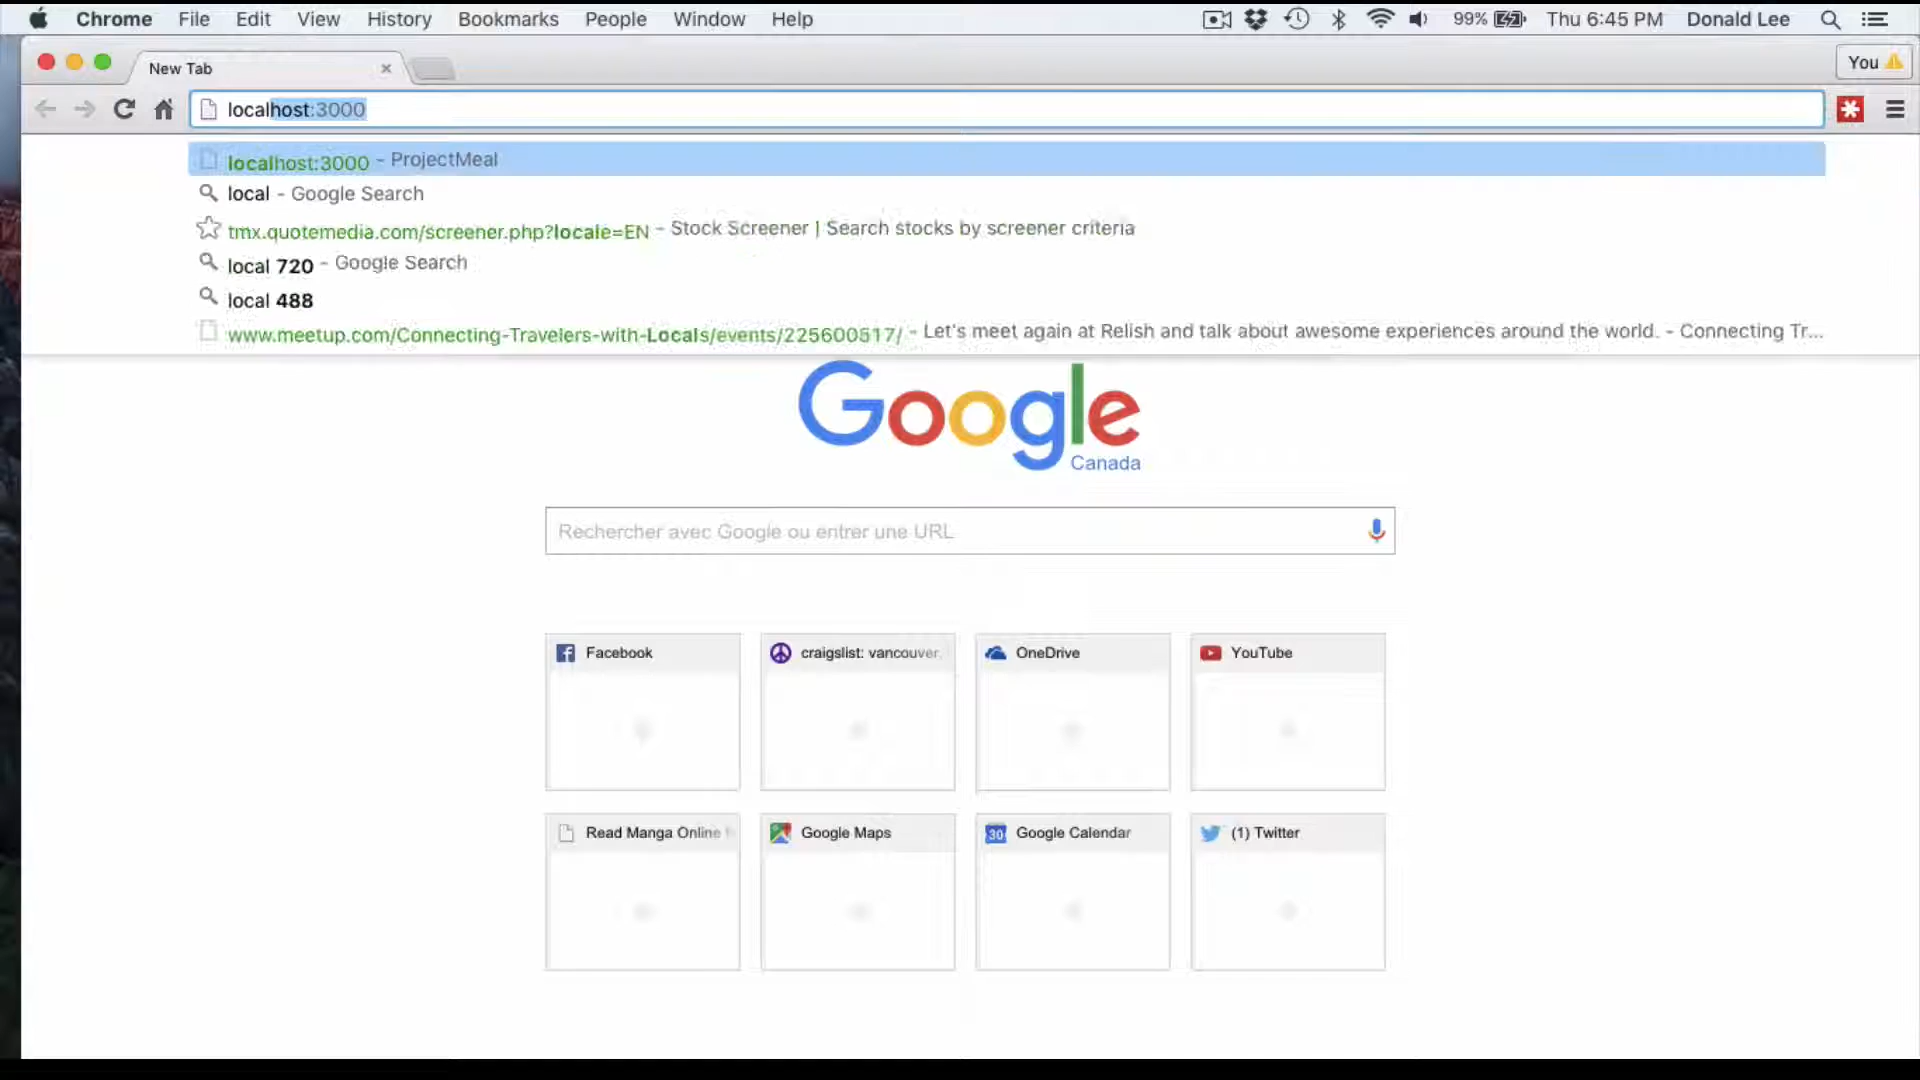 Chrome File Edit View History Bookmarks People Window Help 99% Thu 6:45 PM Donald Lee
New Tab You
localhost:3000
localhost:3000 - ProjectMeal
local - Google Search
tmx.quotemedia.com/screener.php?locale=EN - Stock Screener | Search stocks by screener criteria
local 720 - Google Search
local 488
www.meetup.com/Connecting-Travelers-with-Locals/events/225600517/ - Let's meet again at Relish and talk about awesome experiences around the world. - Connecting Tr...
Google
Canada
Rechercher avec Google ou entrer une URL
Facebook craigslist: vancouver, OneDrive YouTube
Read Manga Online Google Maps 30 Google Calendar (1) Twitter